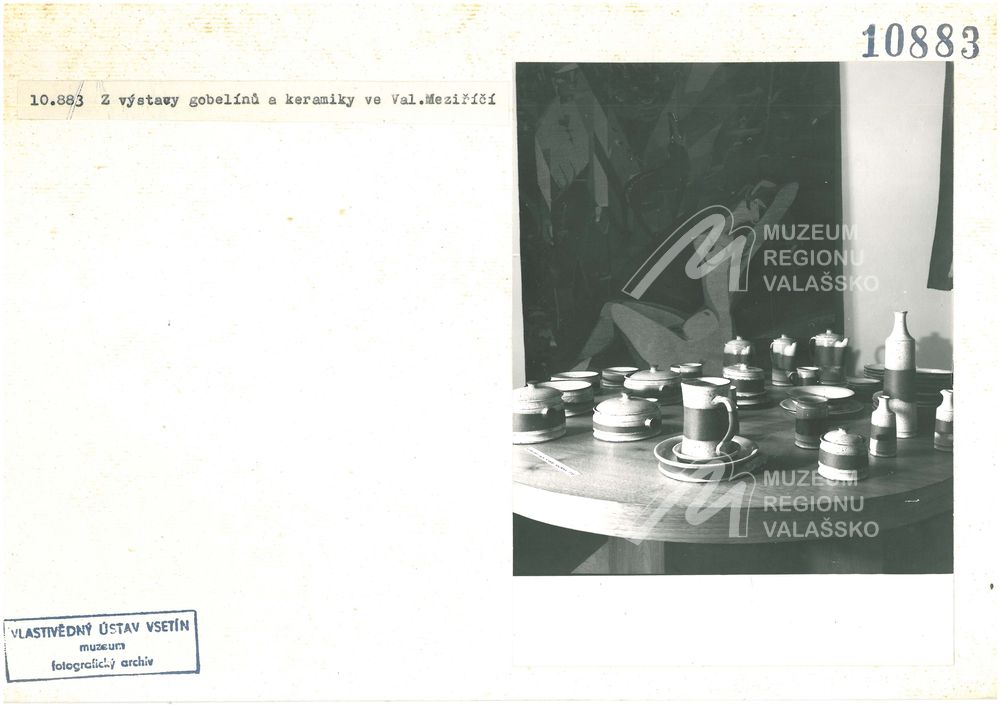 10883
10.883 Z výstavy gobelínů a keramiky ve Val.Meziříčí
MUZEUM
REGIONU
VALAŠSKO
MUZEUM
REGIONU
VALAŠSKO
VLASTIVĚDNÝ ÚSTAV VSETÍN
muzeum
fotografický archiv